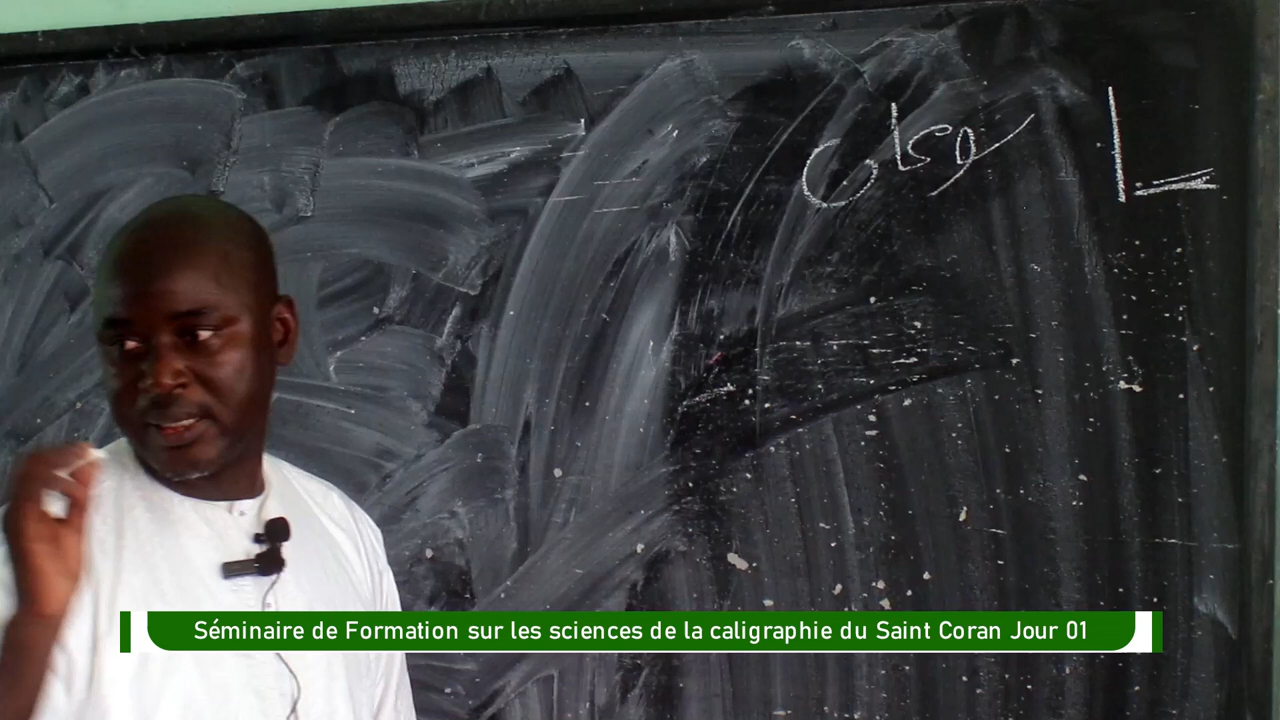 Séminaire de Formation sur les sciences de la caligraphie du Saint Coran Jour 01